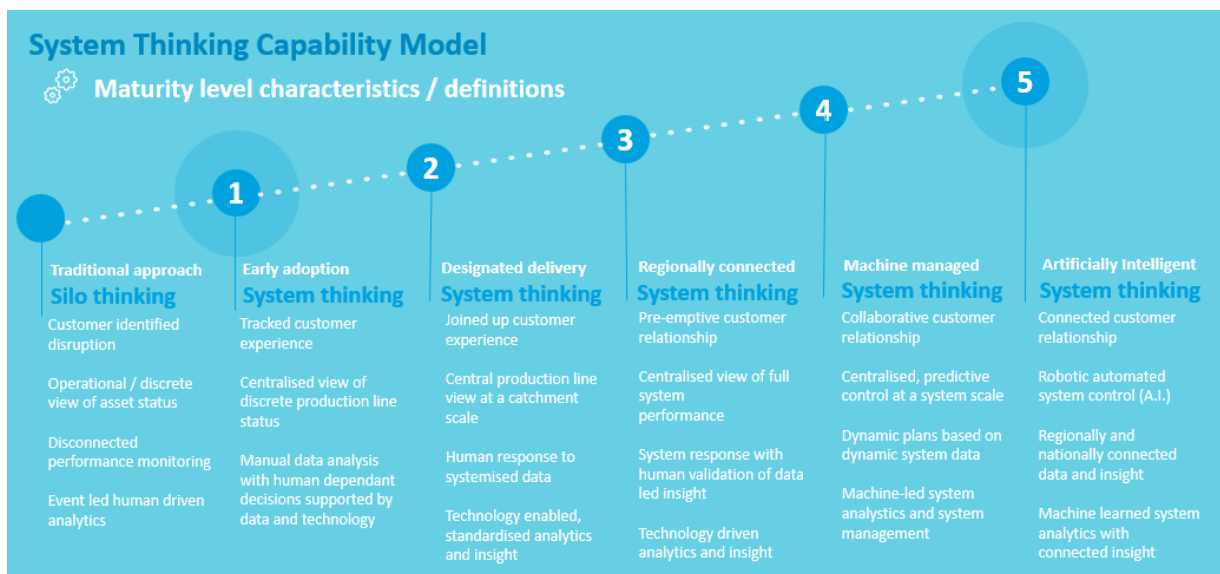 System Thinking Capability Model
Maturity level characteristics / definitions
1
2
3
4
5
Traditional approach
Silo thinking
Customer identified
disruption
Operational / discrete
view of asset status
Disconnected
performance monitoring
Event led human driven
analytics
Early adoption
System thinking
Tracked customer
experience
Centralised view of
discrete production line
status
Manual data analysis
with human dependant
decisions supported by
data and technology
Designated delivery
System thinking
Joined up customer
experience
Central production line
view at a catchment
scale
Human response to
systemised data
Technology enabled,
standardised analytics
and insight
Regionally connected
System thinking
Pre-emptive customer
relationship
Centralised view of full
system
performance
System response with
human validation of data
led insight
Technology driven
analytics and insight
Machine managed
System thinking
Collaborative customer
relationship
Centralised, predictive
control at a system scale
Dynamic plans based on
dynamic system data
Machine-led system
analystics and system
management
Artificially Intelligent
System thinking
Connected customer
relationship
Robotic automated
system control (A.I.)
Regionally and
nationally connected
data and insight
Machine learned system
analytics with
connected insight